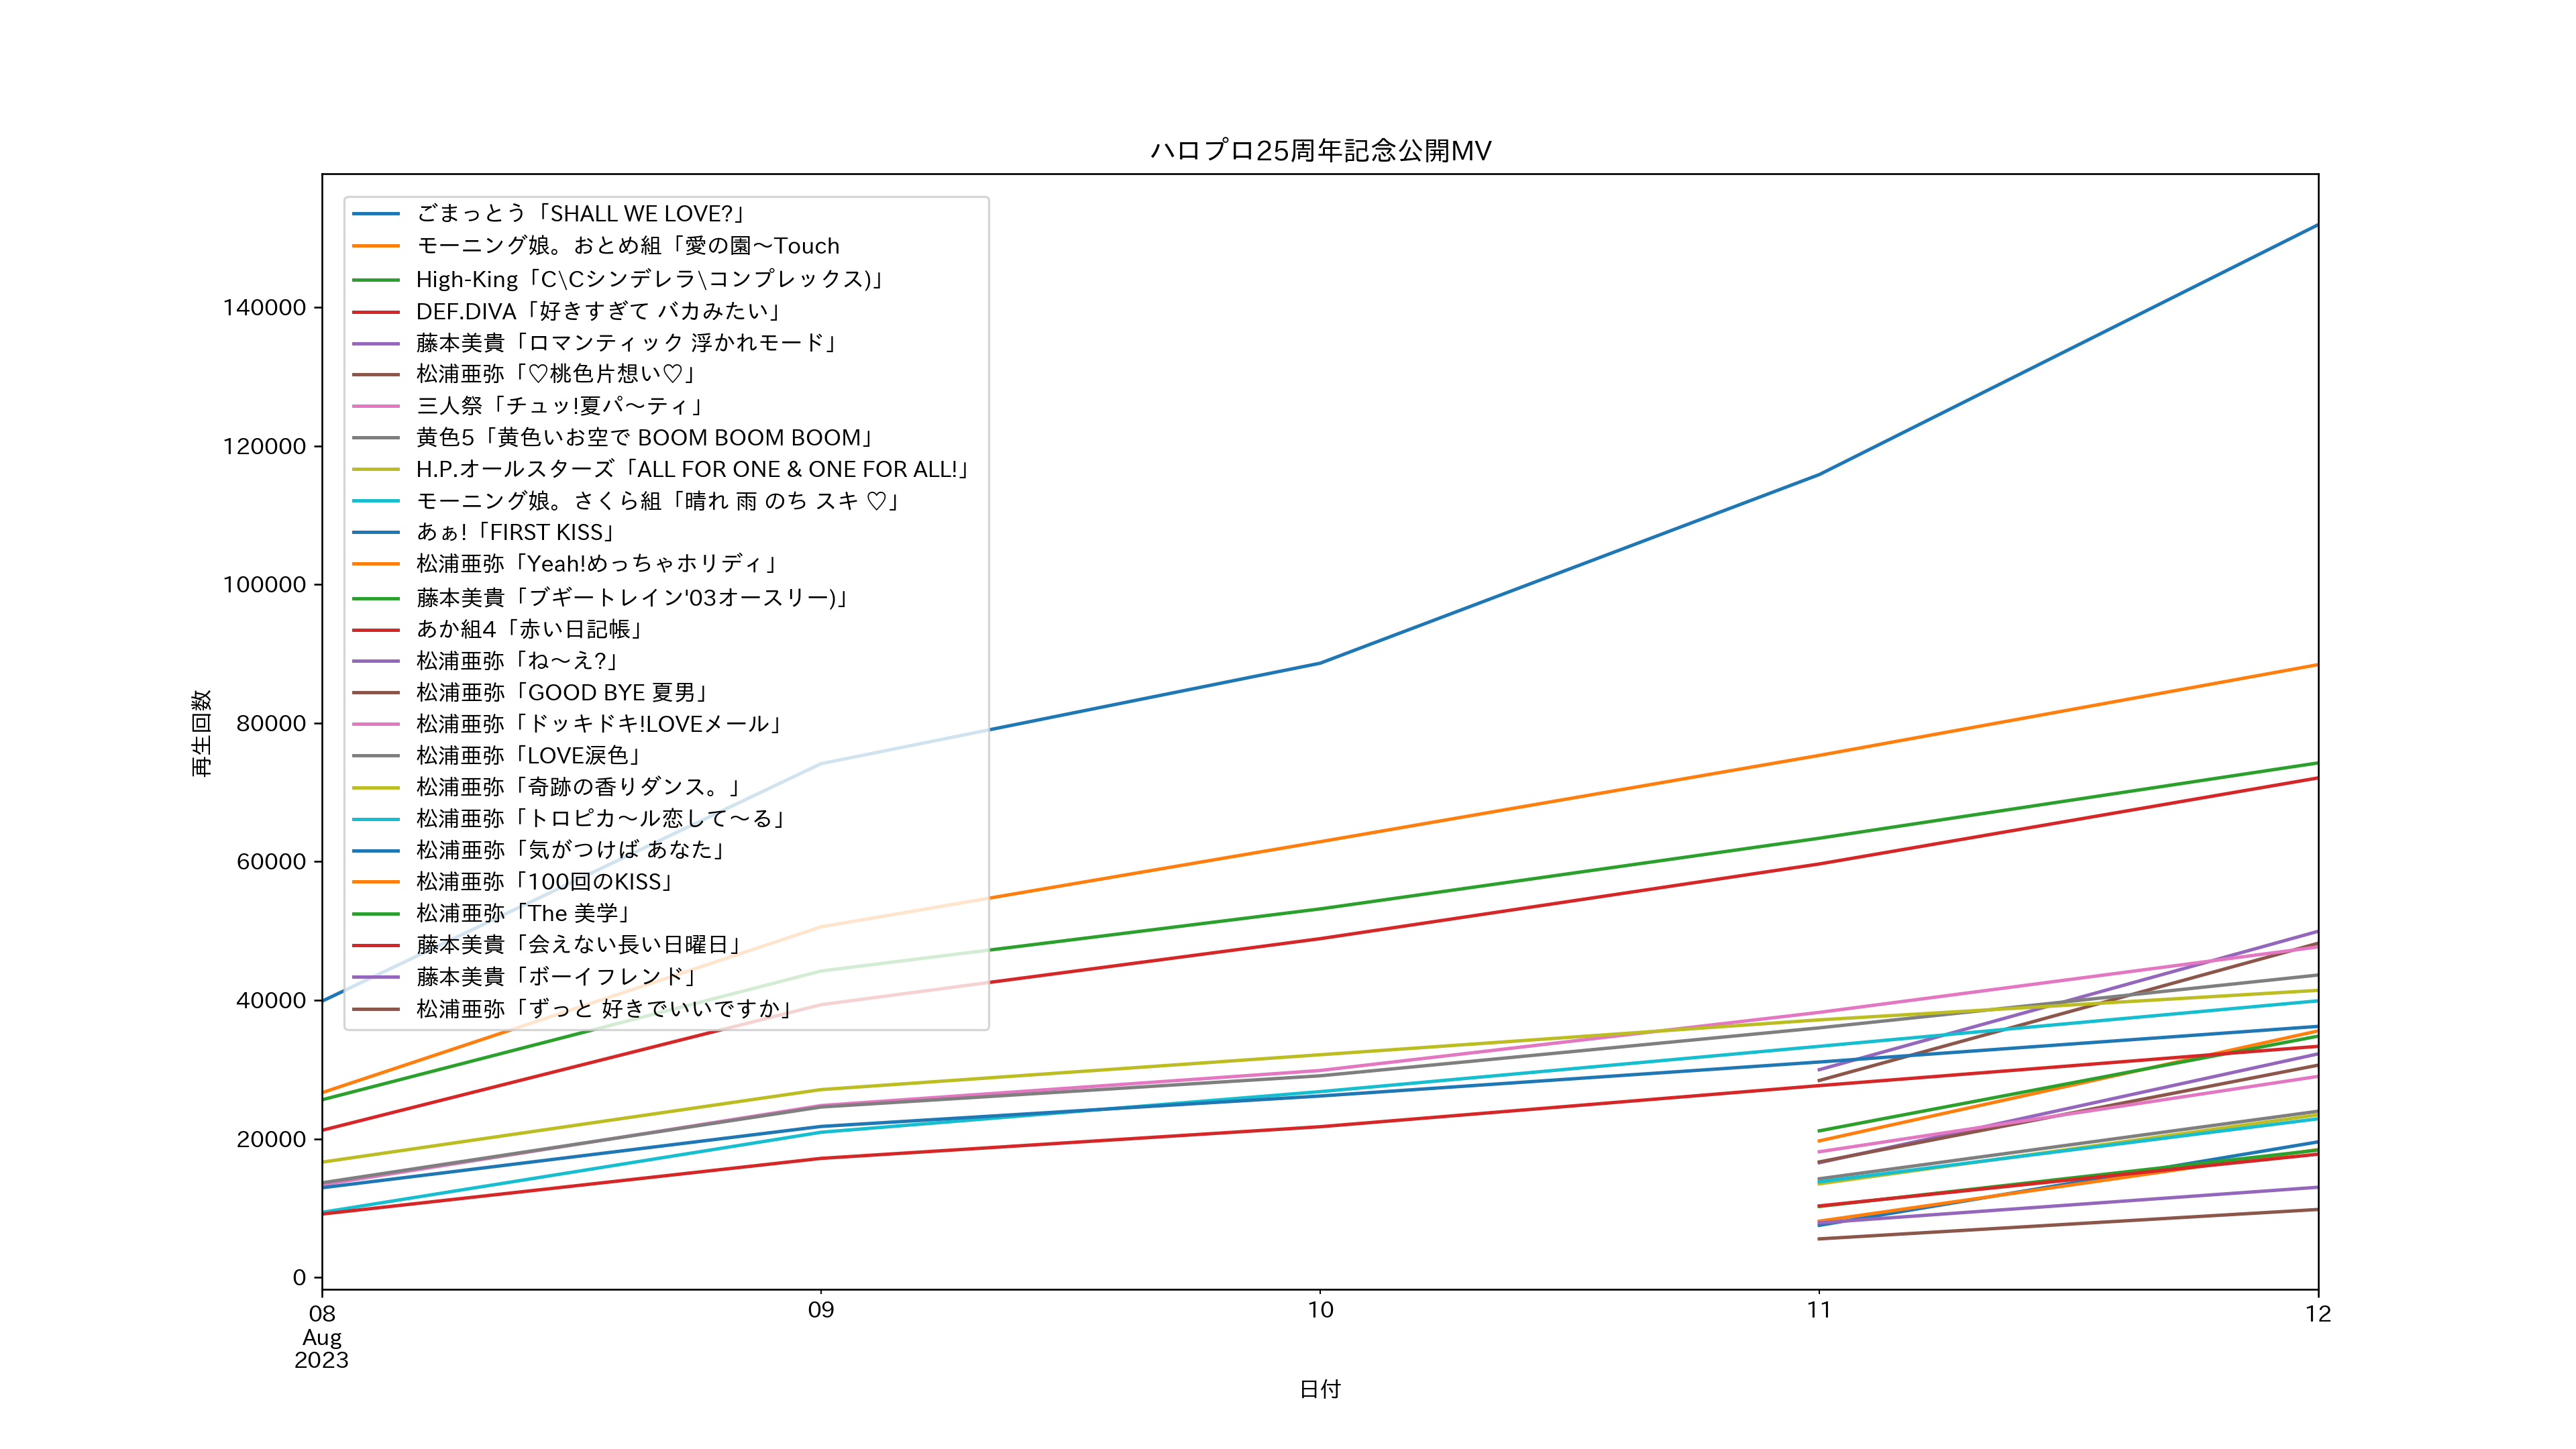 ハロプロ25周年記念公開MV
ごまっとう「SHALL WE LOVE?」
モーニング娘。おとめ組「愛の園〜Touch
High-King「C\Cシンデレラ\コンプレックス)」
DEF.DIVA「好きすぎて バカみたい」
藤本美貴「ロマンティック 浮かれモード」
松浦亜弥「♡桃色片想い♡」
三人祭「チュッ!夏パ〜ティ」
黄色5「黄色いお空で BOOM BOOM BOOM」
H.P.オールスターズ「ALL FOR ONE & ONE FOR ALL!」
モーニング娘。さくら組「晴れ 雨 のち スキ ♡」
あぁ!「FIRST KISS」
松浦亜弥「Yeah!めっちゃホリディ」
藤本美貴「ブギートレイン'03オースリー)」
あか組4「赤い日記帳」
松浦亜弥「ね〜え?」
松浦亜弥「GOOD BYE 夏男」
松浦亜弥「ドッキドキ!LOVEメール」
松浦亜弥「LOVE涙色」
松浦亜弥「奇跡の香りダンス。」
松浦亜弥「トロピカ〜ル恋して〜る」
松浦亜弥「気がつけば あなた」
松浦亜弥「100回のKISS」
松浦亜弥「The 美学」
藤本美貴「会えない長い日曜日」
藤本美貴「ボーイフレンド」
松浦亜弥「ずっと 好きでいいですか」
再生回数
140000
120000
100000
80000
60000
40000
20000
0
08
Aug
2023
09
10
11
12
日付